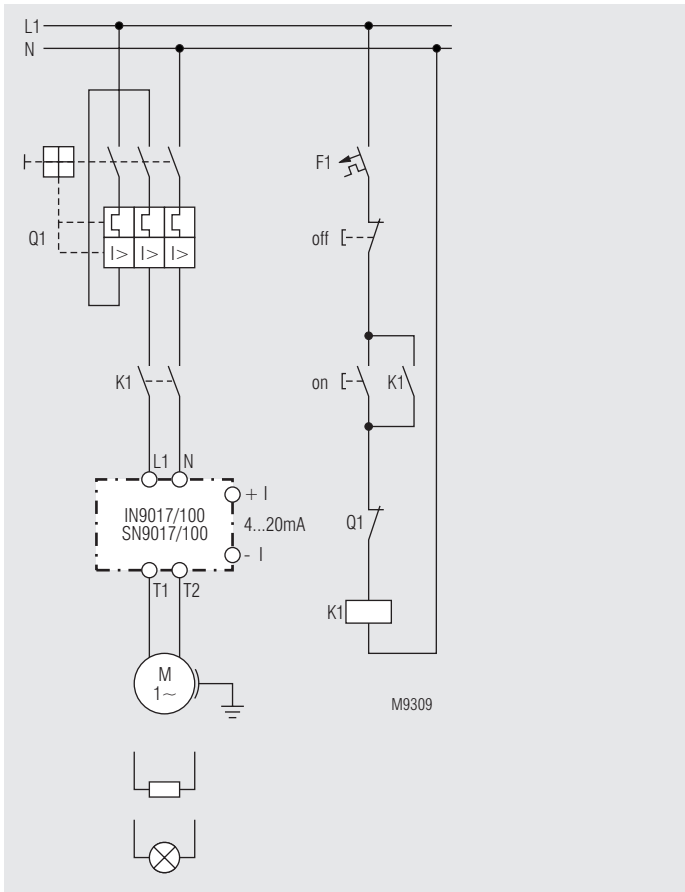 L1
N
F1
Q1
I> I> I>
off
K1
on
K1
L1 N
IN9017/100
SN9017/100
+ I
4...20mA
- I
T1 T2
Q1
K1
M
1~
M9309